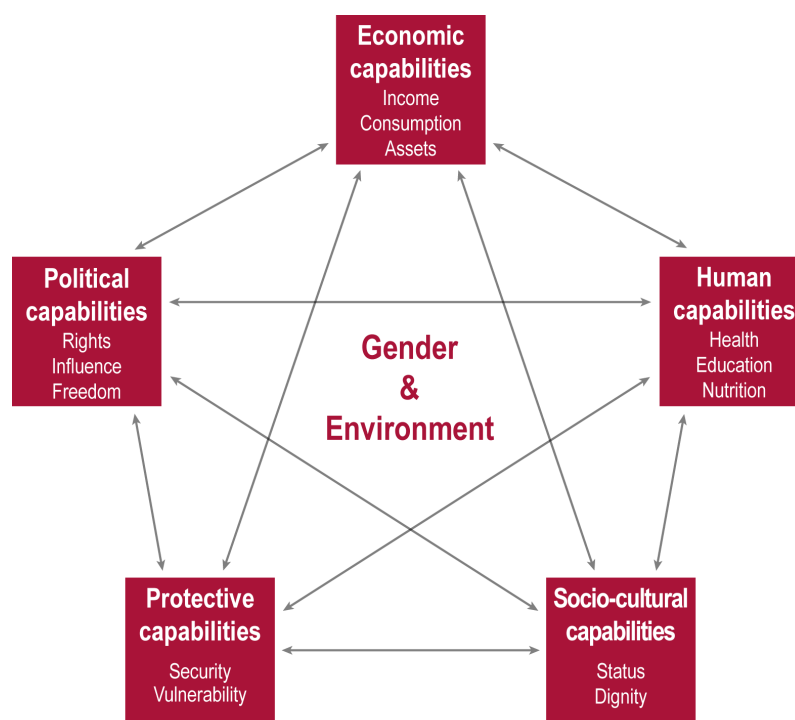 Economic
capabilities
Income
Consumption
Assets
Political
capabilities
Rights
Influence
Freedom
Human
capabilities
Health
Education
Nutrition
Gender
&
Environment
Protective
capabilities
Security
Vulnerability
Socio-cultural
capabilities
Status
Dignity